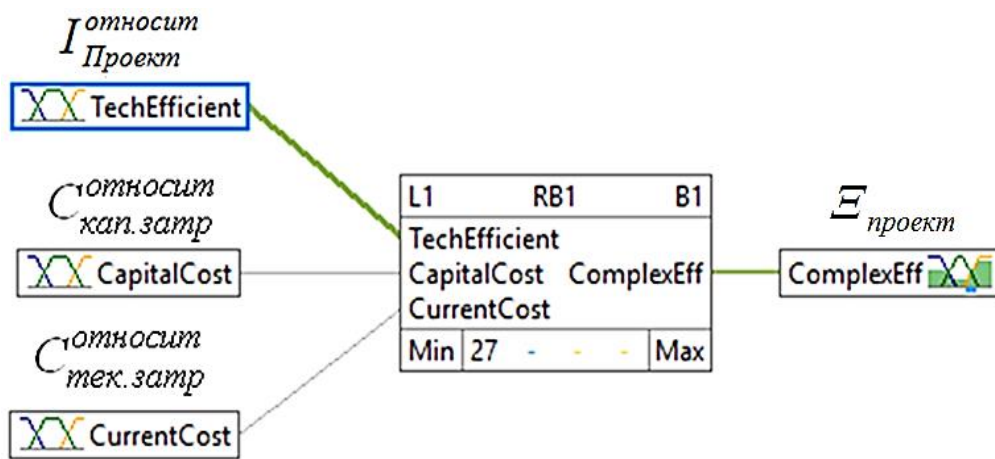 I относит Проект
TechEfficient
C относит кап.затр
CapitalCost
C относит тек.затр
CurrentCost
L1 RB1 B1
TechEfficient
CapitalCost ComplexEff
CurrentCost
Min 27 - - - Max
Ξ проект
ComplexEff